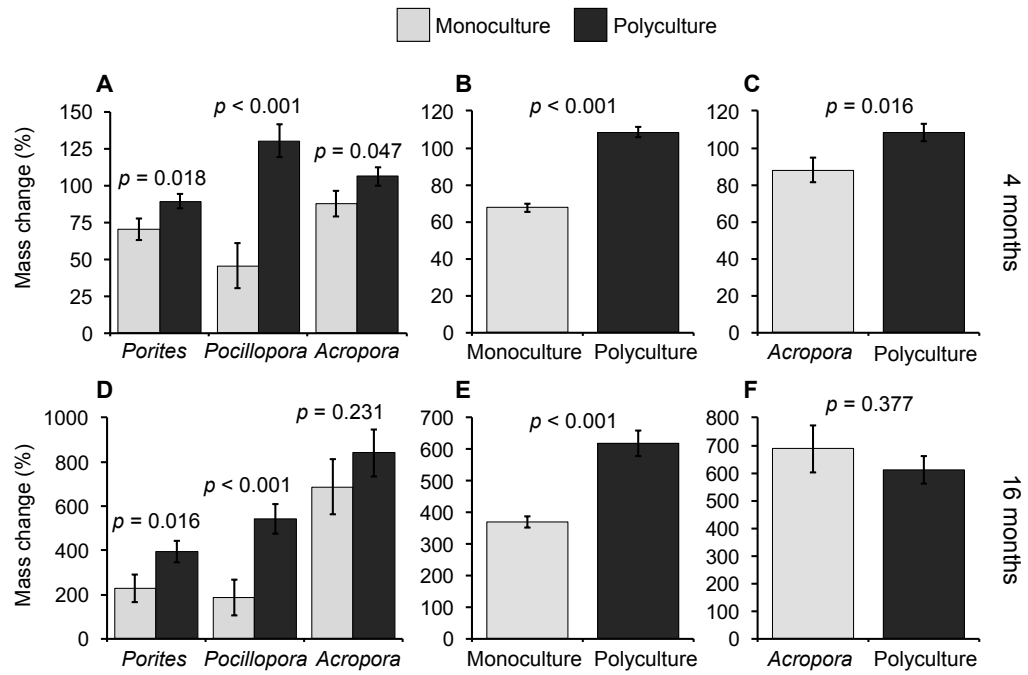 Monoculture
Polyculture
A
B
C
p < 0.001
p = 0.018
p = 0.047
p < 0.001
p = 0.016
Mass change (%)
150
125
100
75
50
25
0
120
100
80
60
40
20
0
120
100
80
60
40
20
0
4 months
Porites
Pocillopora
Acropora
Monoculture
Polyculture
Acropora
Polyculture
D
E
F
p = 0.016
p < 0.001
p = 0.231
p < 0.001
p = 0.377
Mass change (%)
1000
800
600
400
200
0
700
600
500
400
300
200
100
0
800
700
600
500
400
300
200
100
0
16 months
Porites
Pocillopora
Acropora
Monoculture
Polyculture
Acropora
Polyculture